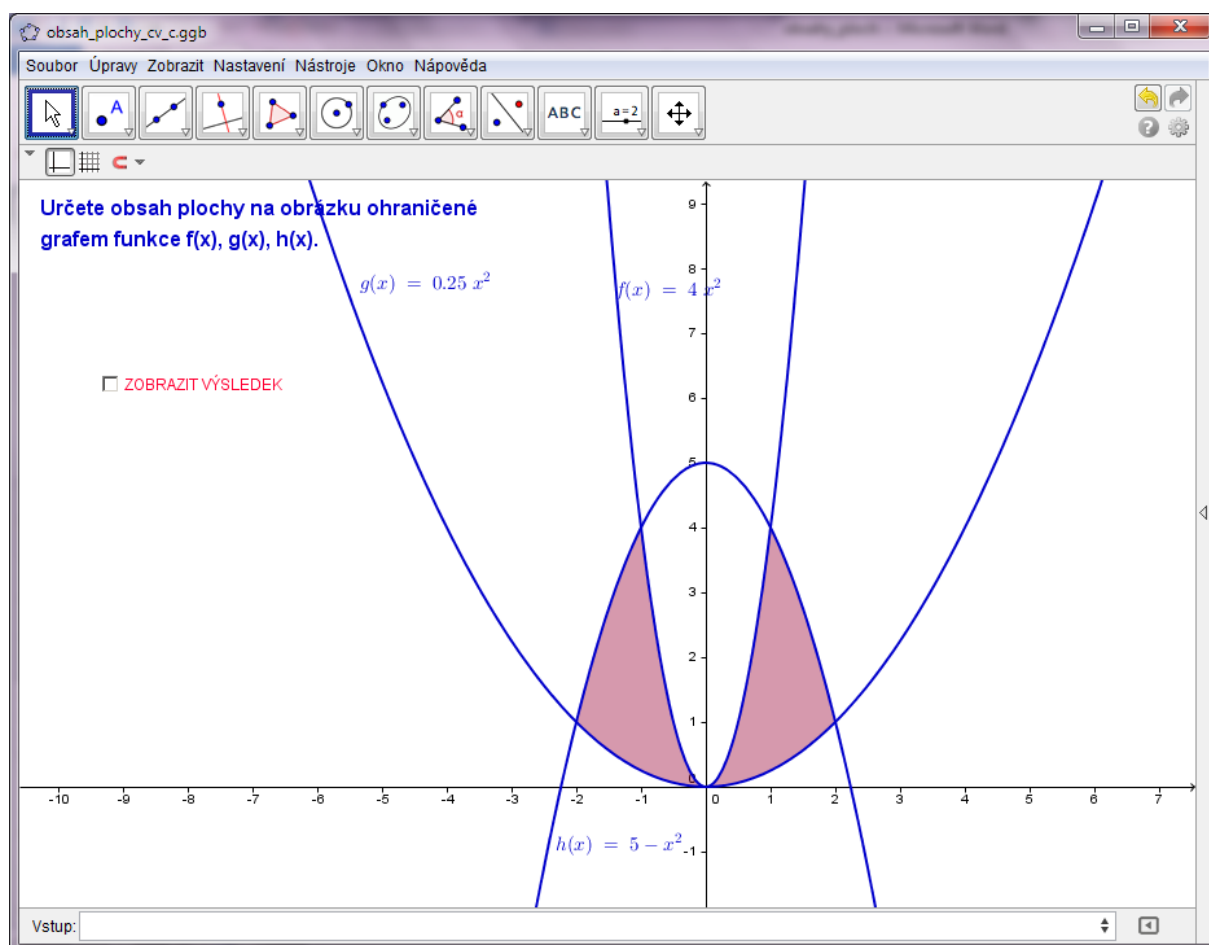 obsah_plochy_cv_c.ggb
Soubor Úpravy Zobrazit Nastavení Nástroje Okno Nápověda
A
α
ABC
a=2
Určete obsah plochy na obrázku ohraničené
grafem funkce f(x), g(x), h(x).
g(x) = 0.25 x²
f(x) = 4 x²
ZOBRAZIT VÝSLEDEK
9
8
7
6
5
4
3
2
1
0
-10 -9 -8 -7 -6 -5 -4 -3 -2 -1 0 1 2 3 4 5 6 7
h(x) = 5 − x²
-1
Vstup: